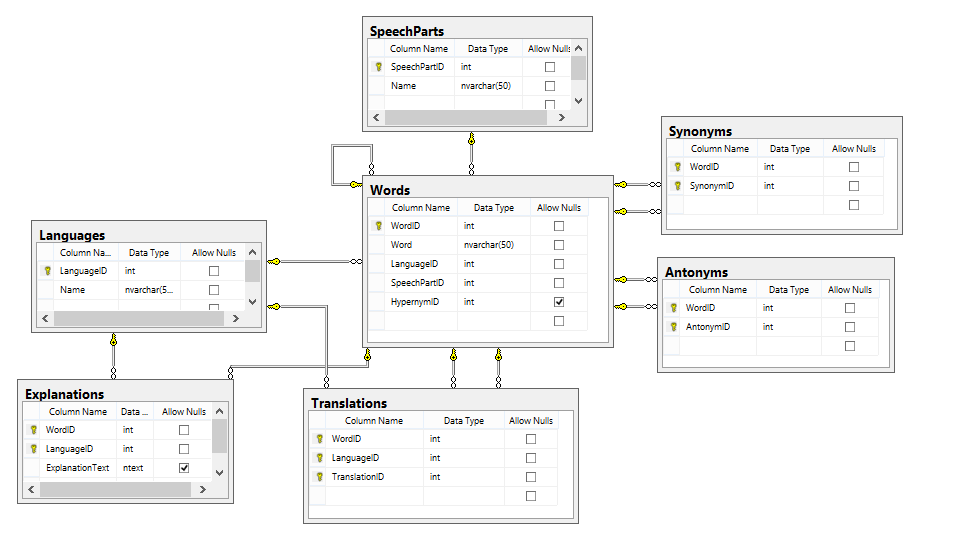 SpeechParts
Column Name Data Type Allow Nulls
SpeechPartID int
Name nvarchar(50)
Synonyms
Column Name Data Type Allow Nulls
WordID int
SynonymID int
Words
Column Name Data Type Allow Nulls
WordID int
Word nvarchar(50)
LanguageID int
SpeechPartID int
HypernymID int
Languages
Column Na... Data Type Allow Nulls
LanguageID int
Name nvarchar(5...
Antonyms
Column Name Data Type Allow Nulls
WordID int
AntonymID int
Explanations
Column Name Data ... Allow Nulls
WordID int
LanguageID int
ExplanationText ntext
Translations
Column Name Data Type Allow Nulls
WordID int
LanguageID int
TranslationID int